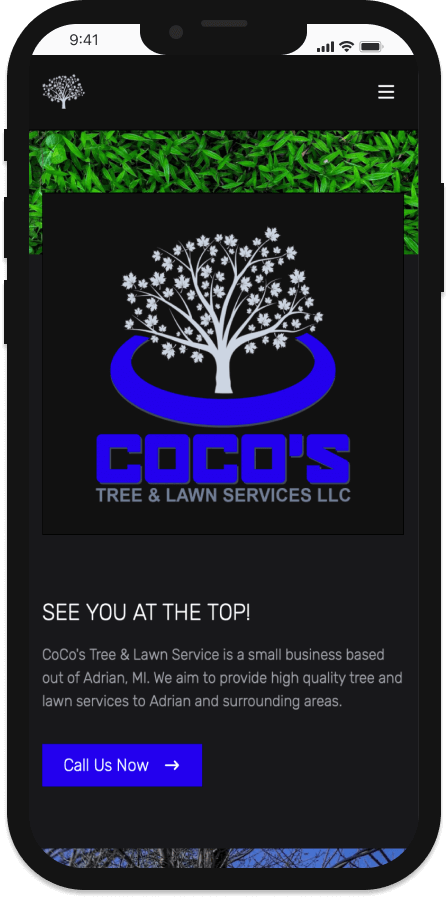 9:41
COCO'S
TREE & LAWN SERVICES LLC
SEE YOU AT THE TOP!
CoCo's Tree & Lawn Service is a small business based
out of Adrian, MI. We aim to provide high quality tree and
lawn services to Adrian and surrounding areas.
Call Us Now